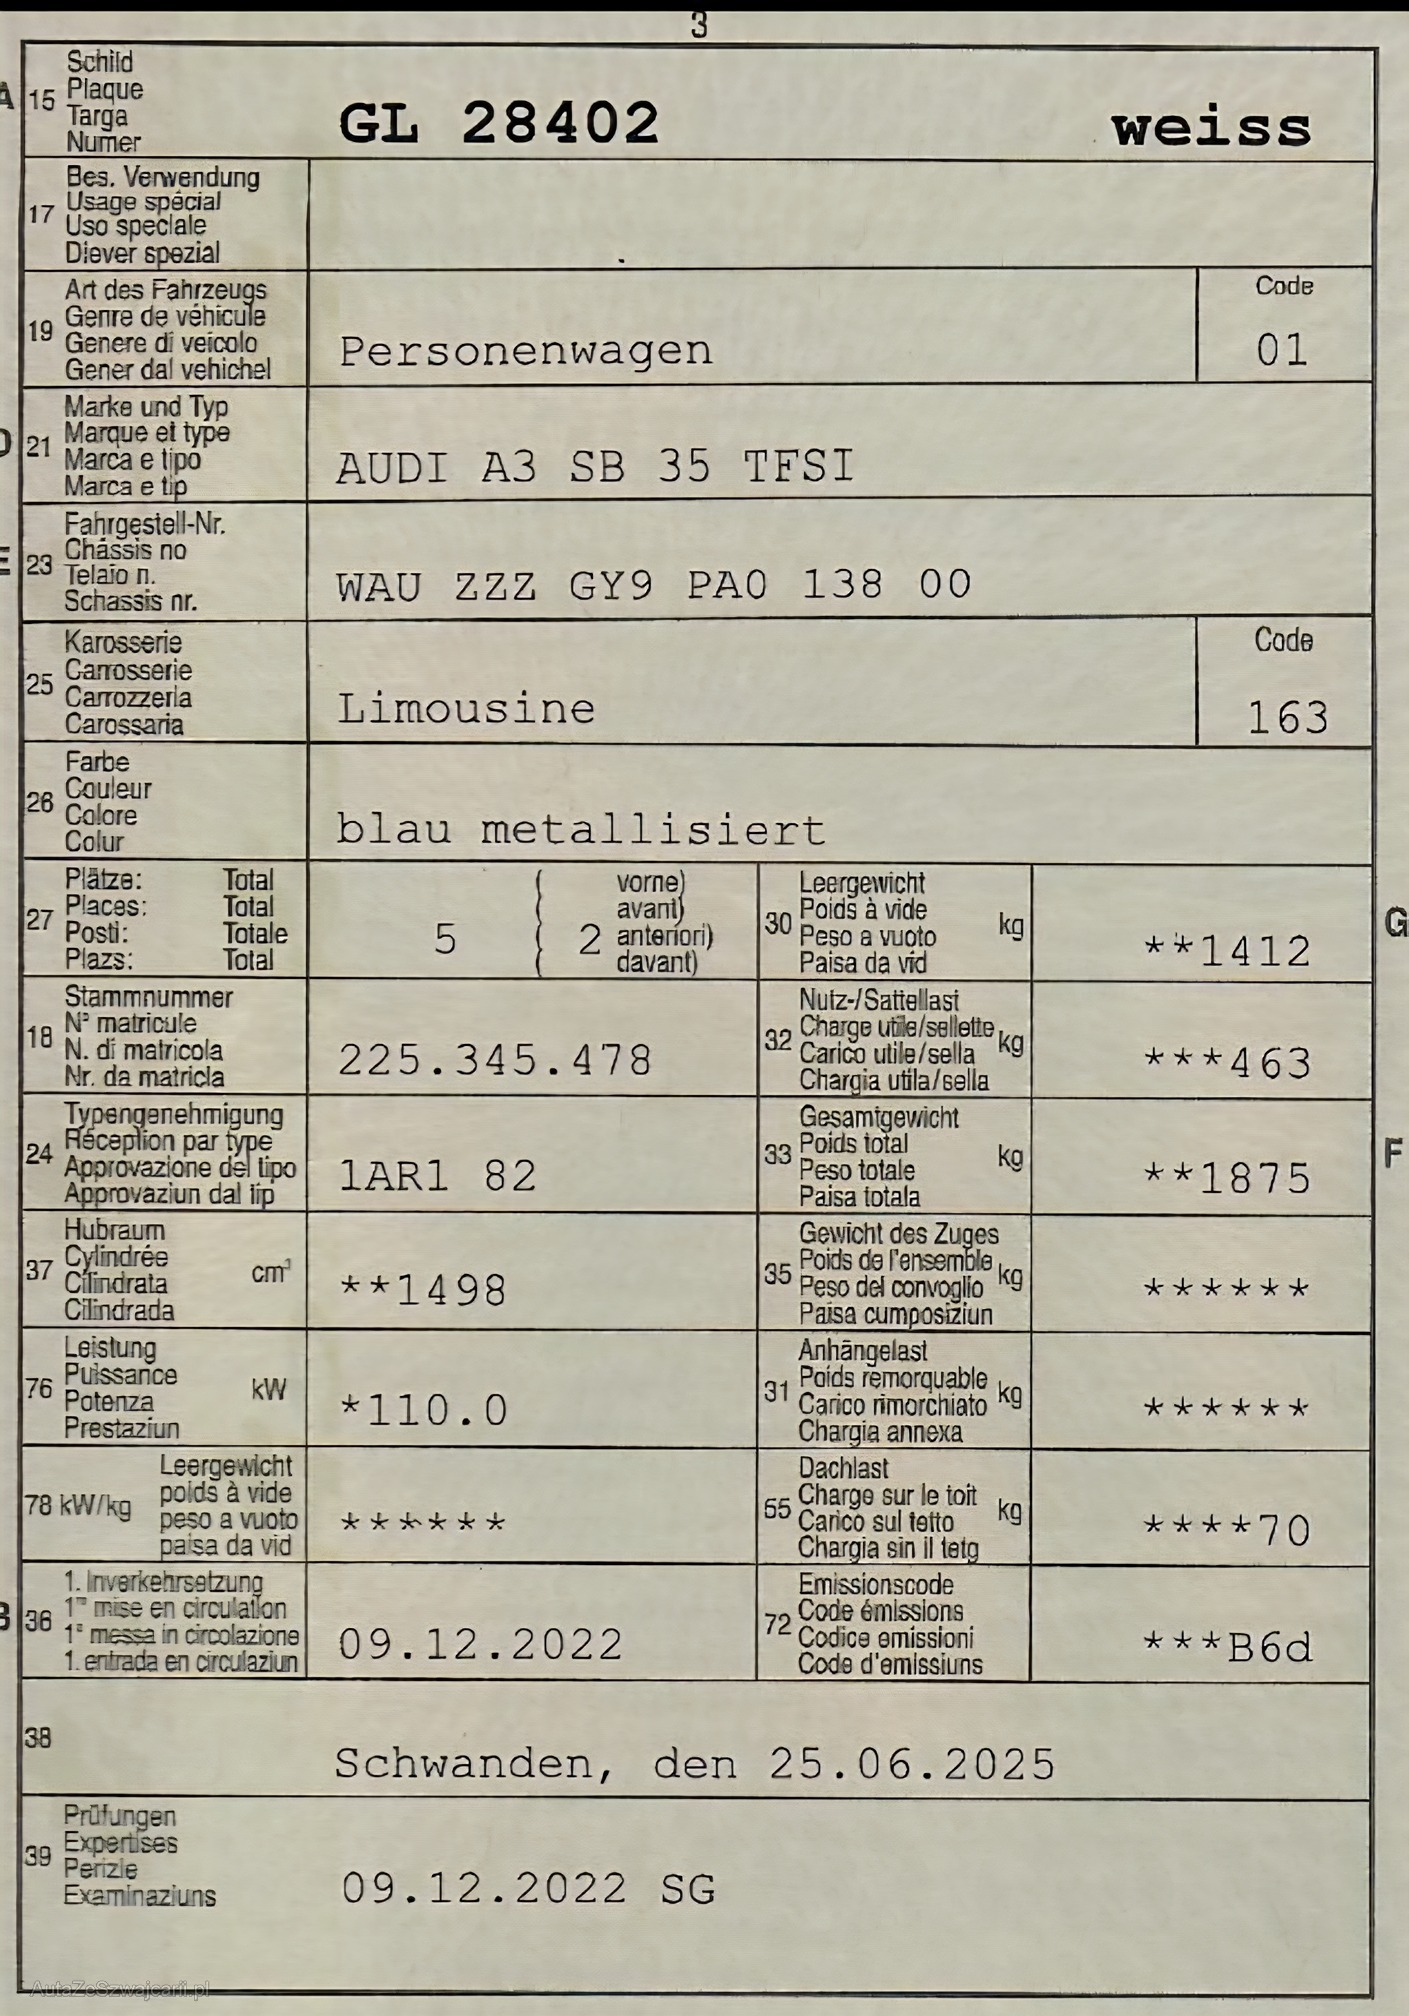 3
A
15
Schild
Plaque
Targa
Numer
GL 28402 weiss
17
Bes. Verwendung
Usage spécial
Uso speciale
Diever spezial
19
Art des Fahrzeugs
Genre de véhicule
Genere di veicolo
Gener dal vehichel
Personenwagen
Code
01
D
21
Marke und Typ
Marque et type
Marca e tipo
Marca e tip
AUDI A3 SB 35 TFSI
E
23
Fahrgestell-Nr.
Châssis no
Telaio n.
Schassis nr.
WAU ZZZ GY9 PA0 138 00
25
Karosserie
Carrosserie
Carrozzeria
Carossaria
Limousine
Code
163
26
Farbe
Couleur
Colore
Colur
blau metallisiert
27
Plätze: Total
Places: Total
Posti: Totale
Plazs: Total
5
( vorne)
( avant)
( 2 anteriori)
( davant)
30
Leergewicht
Poids à vide
Peso a vuoto
Paisa da vid
kg
**1412
G
18
Stammnummer
N° matricule
N. di matricola
Nr. da matricla
225.345.478
32
Nutz-/Sattellast
Charge utile/sellette
Carico utile/sella
Chargia utila/sella
kg
***463
24
Typengenehmigung
Réception par type
Approvazione del tipo
Approvaziun dal tip
1AR1 82
33
Gesamtgewicht
Poids total
Peso totale
Paisa totala
kg
**1875
F
37
Hubraum
Cylindrée
Cilindrata
Cilindrada
cm³
**1498
35
Gewicht des Zuges
Poids de l'ensemble
Peso del convoglio
Paisa cumposiziun
kg
******
76
Leistung
Puissance
Potenza
Prestaziun
kW
*110.0
31
Anhängelast
Poids remorquable
Carico rimorchiato
Chargia annexa
kg
******
78 kW/kg
Leergewicht
poids à vide
peso a vuoto
paisa da vid
******
55
Dachlast
Charge sur le toit
Carico sul tetto
Chargia sin il tetg
kg
****70
B
36
1. Inverkehrsetzung
1re mise en circulation
1a messa in circolazione
1. entrada en circulaziun
09.12.2022
72
Emissionscode
Code émissions
Codice emissioni
Code d'emissiuns
***B6d
38
Schwanden, den 25.06.2025
39
Prüfungen
Expertises
Perizie
Examinaziuns
09.12.2022 SG
AutaZeSzwajcarii.pl